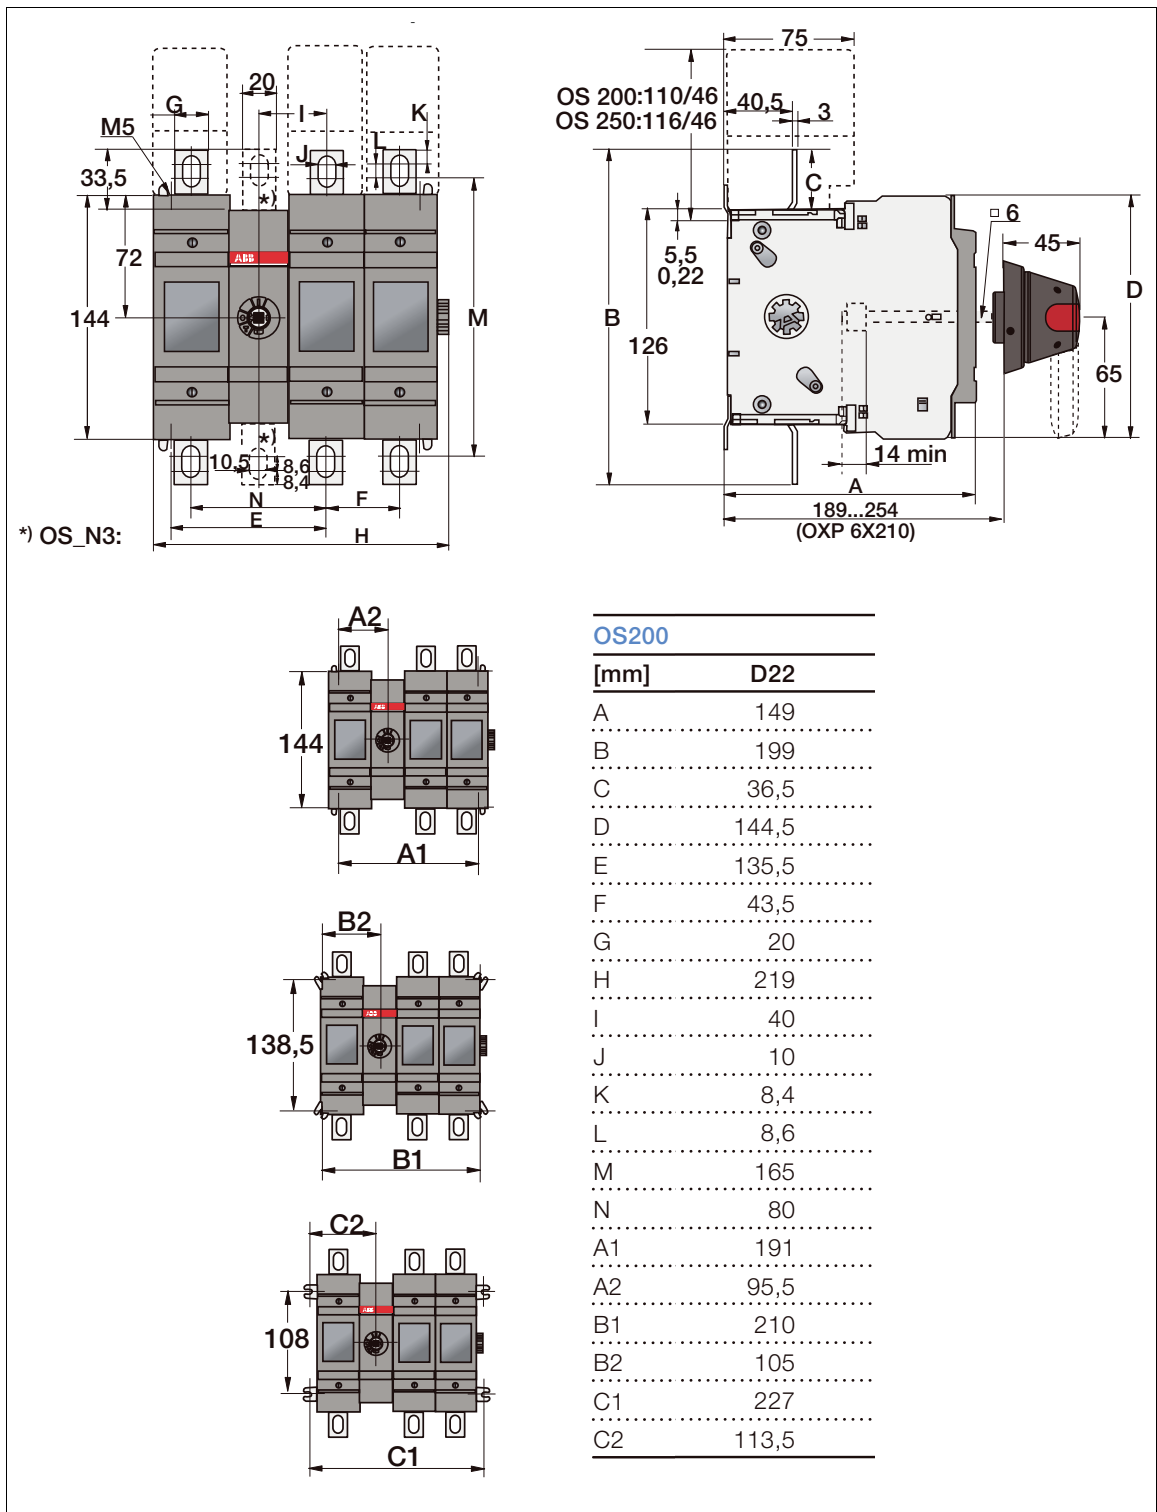 75
20
G
I
K
M5
J
L
33,5
*)
72
ABB
144
M
*)
10,5
8,6
8,4
N
F
E
H
*) OS_N3:
OS 200:110/46
OS 250:116/46
40,5
3
C
□ 6
5,5
0,22
45
B
D
126
65
14 min
A
189...254
(OXP 6X210)
A2
ABB
144
A1
B2
ABB
138,5
B1
C2
ABB
108
C1
OS200
[mm] D22
A 149
B 199
C 36,5
D 144,5
E 135,5
F 43,5
G 20
H 219
I 40
J 10
K 8,4
L 8,6
M 165
N 80
A1 191
A2 95,5
B1 210
B2 105
C1 227
C2 113,5